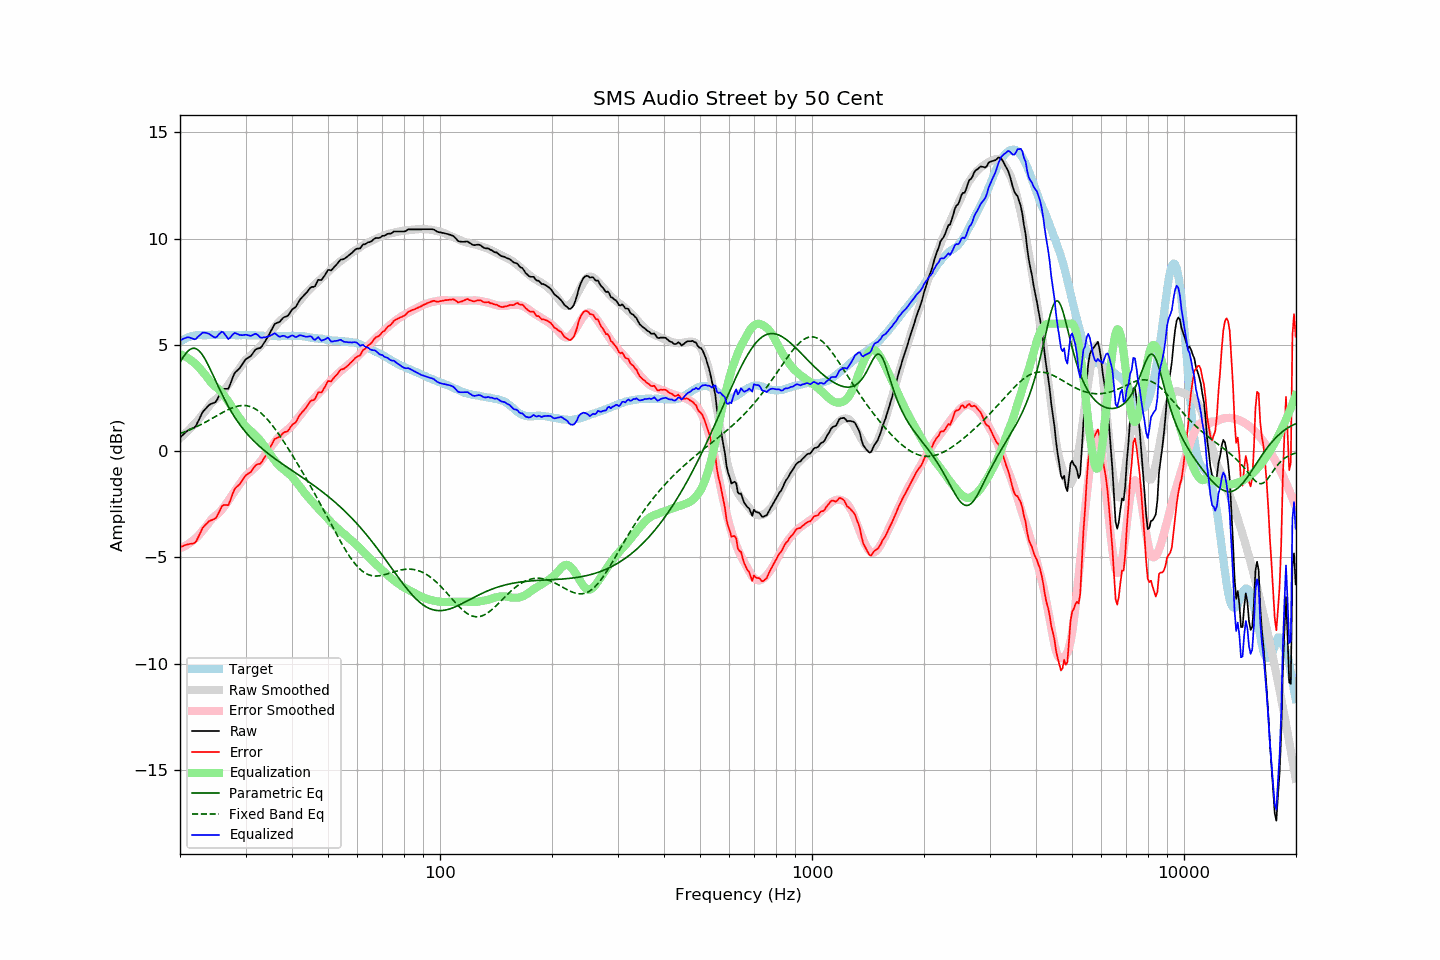 SMS Audio Street by 50 Cent
15
10
5
0
−5
−10
−15
Amplitude (dBr)
Target
Raw Smoothed
Error Smoothed
Raw
Error
Equalization
Parametric Eq
Fixed Band Eq
Equalized
100
1000
10000
Frequency (Hz)